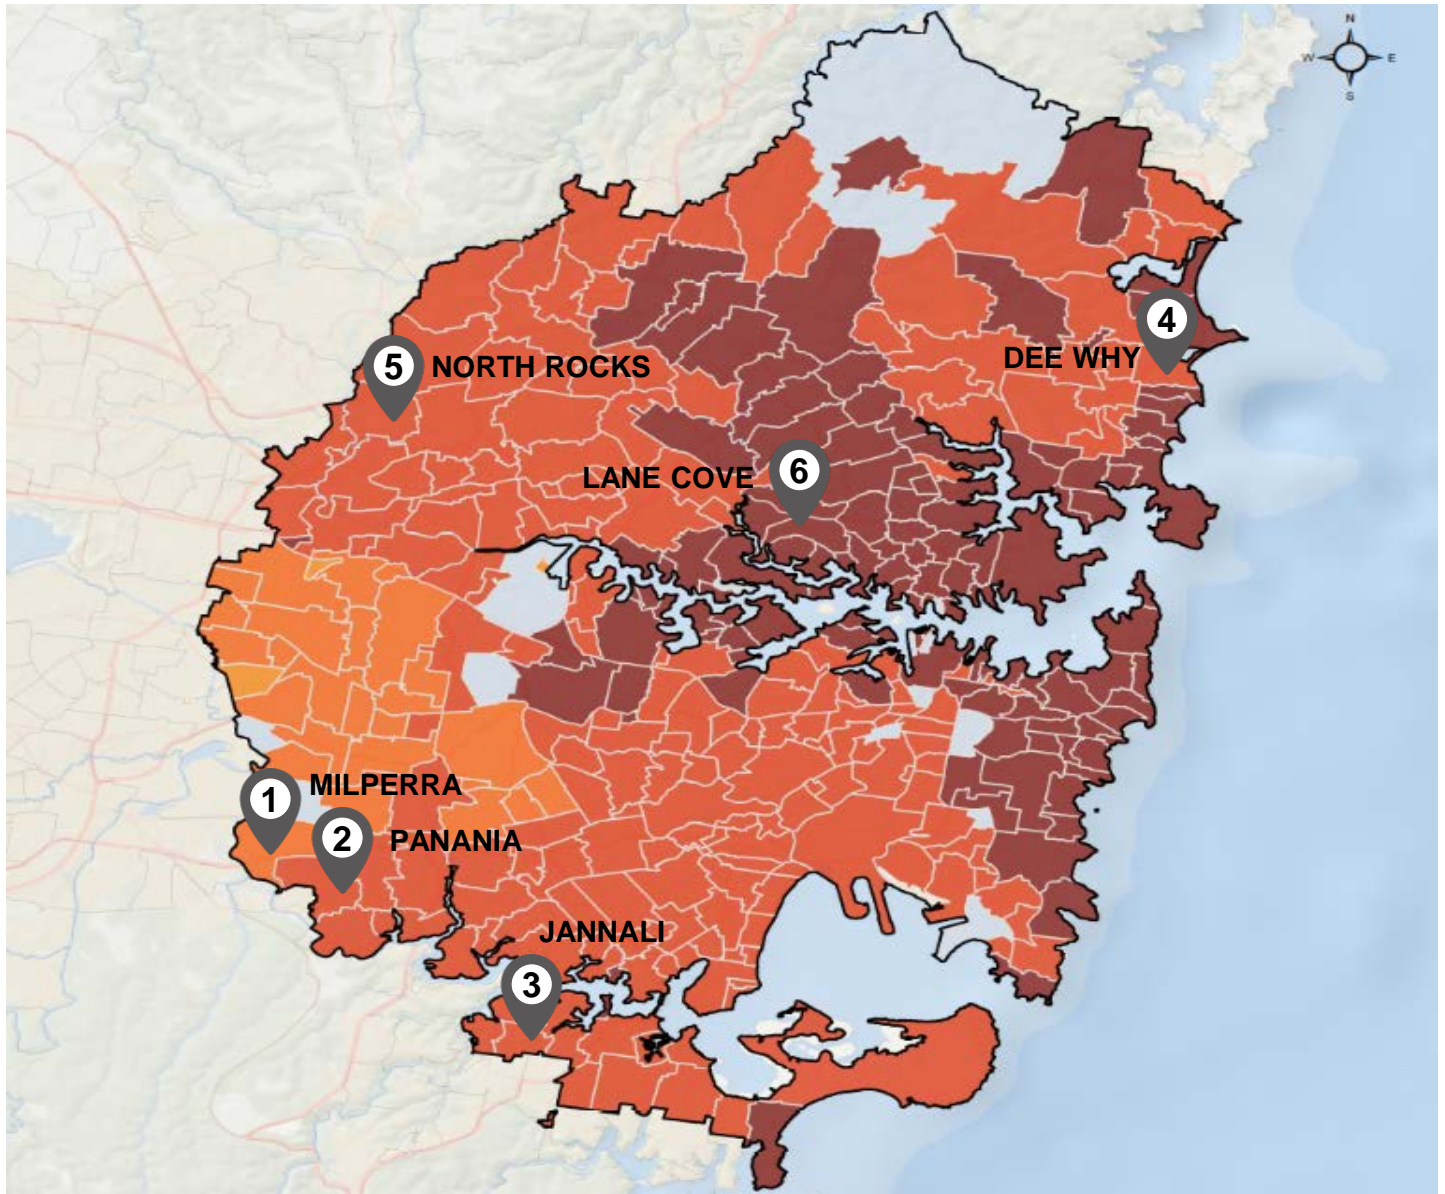 N
W E
S
4
DEE WHY
5 NORTH ROCKS
LANE COVE 6
1 MILPERRA
2 PANANIA
JANNALI
3